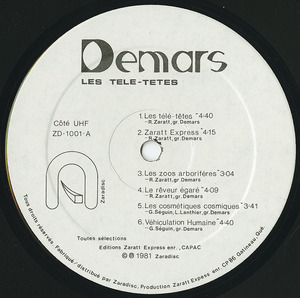 Demars
LES TELE-TETES
Côté UHF
ZD-1001-A
1.Les télé-têtes *4:40
-R.Zaratt,gr.Demars
2.Zaratt Express *4:15
-R.Zaratt,gr.Demars
3.Les zoos arborifères*3:04
-R.Zaratt,gr.Demars
4.Le rêveur égaré *4:09
-R.Zaratt,gr.Demars
5.Les cosmétiques cosmiques *3:41
-G.Séguin,L.Lanthier,gr.Demars
6.Véhiculation Humaine *4:40
-G.Séguin,gr.Demars
Zaradisc
Toutes sélections
Editions Zaratt Express enr.,CAPAC
©℗ 1981 Zaradisc
Tous droits réservés. Imprimé au Canada.
Fabriqué/distribué par Zaradisc, Production Zaratt Express enr. CP86 Gatineau, Qué.